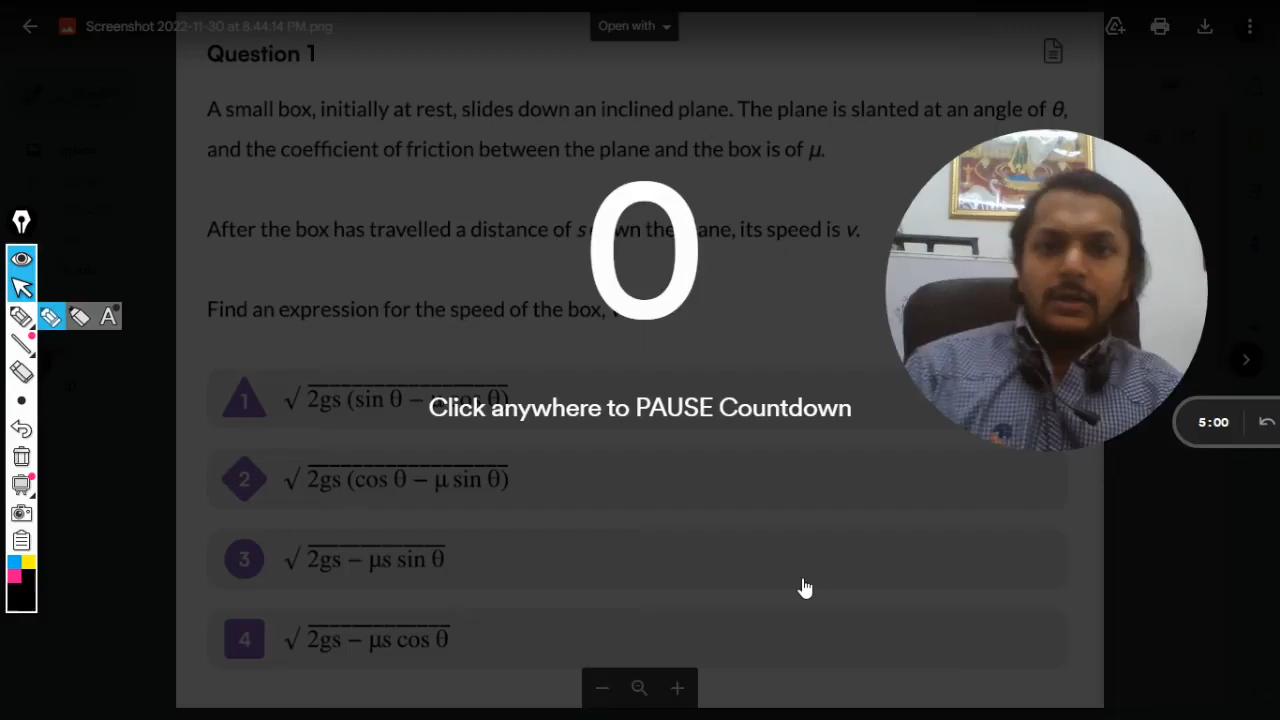 Screenshot 2022-11-30 at 8.44.14 PM.png
Open with
Question 1
A small box, initially at rest, slides down an inclined plane. The plane is slanted at an angle of θ,
and the coefficient of friction between the plane and the box is of μ.
0
After the box has travelled a distance of s down the plane, its speed is v.
Find an expression for the speed of the box,
1 √2gs (sin θ – μ cos θ)
Click anywhere to PAUSE Countdown
5:00
2 √2gs (cos θ – μ sin θ)
3 √2gs – μs sin θ
4 √2gs – μs cos θ
A